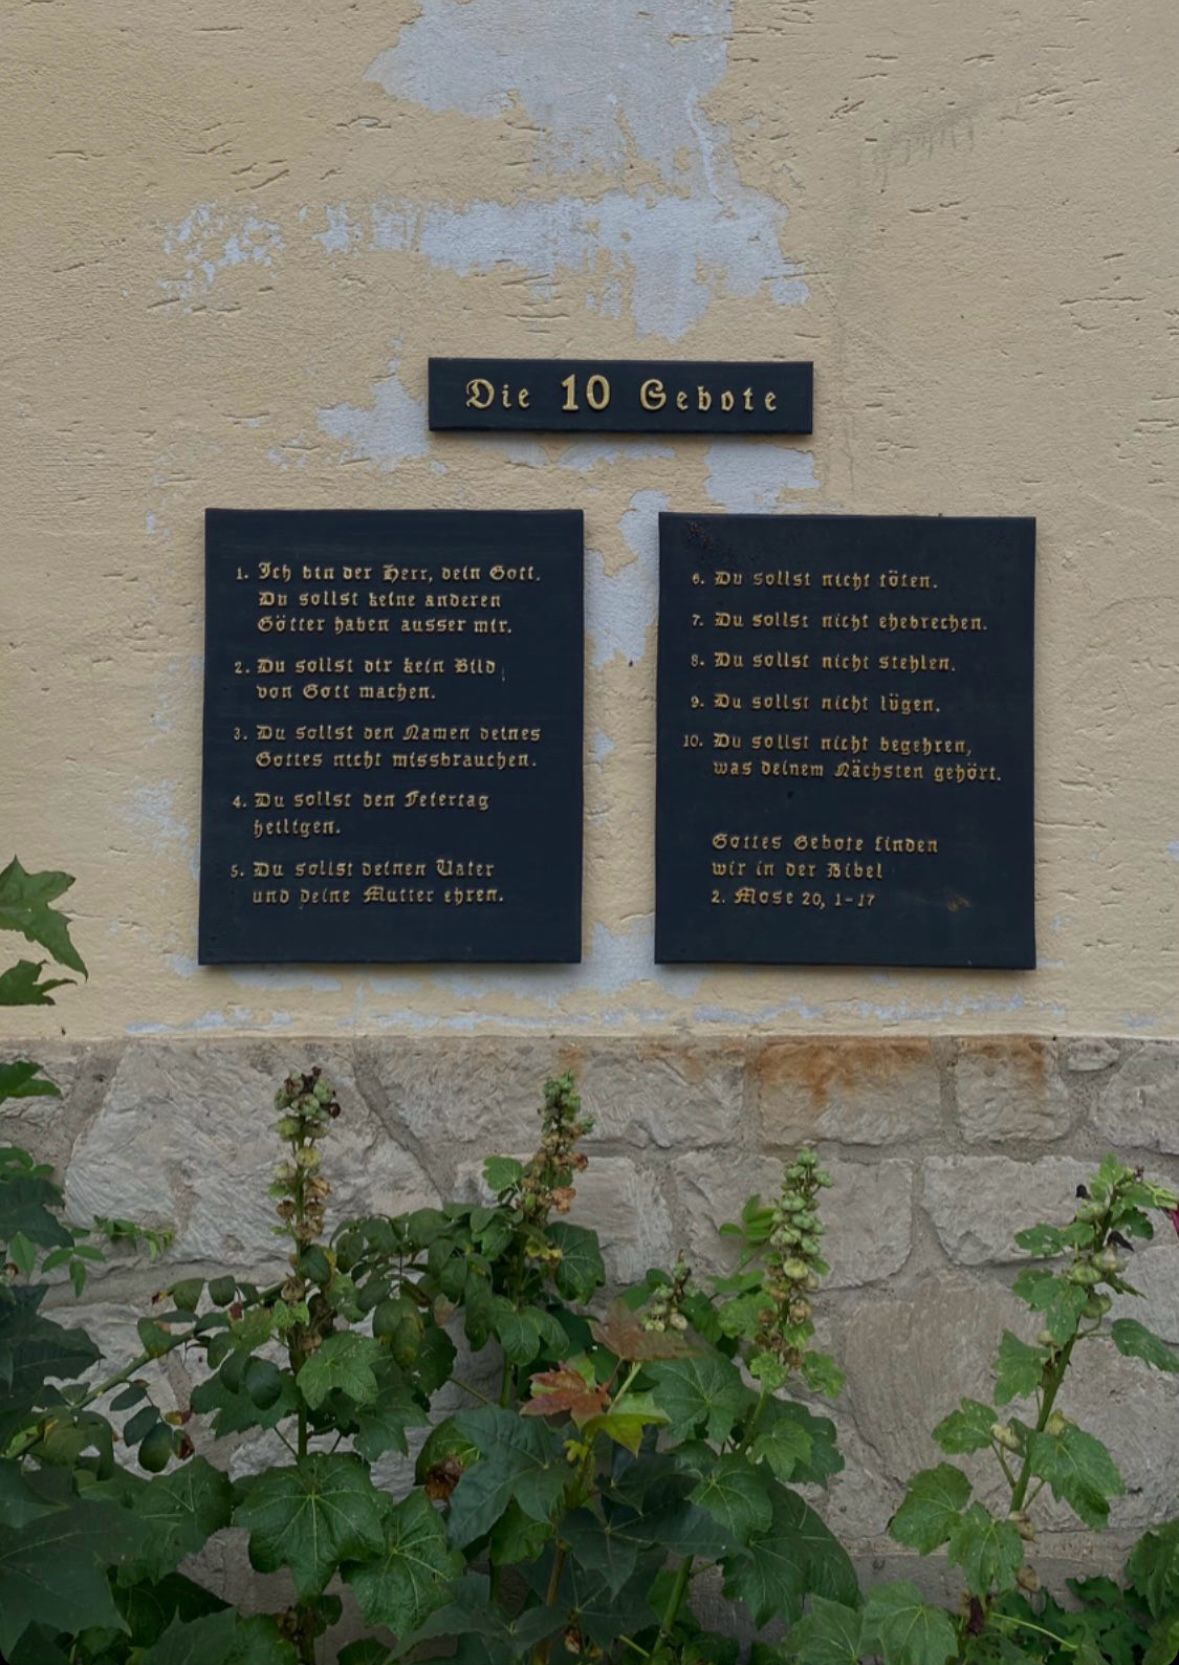 Die 10 Gebote
1. Ich bin der Herr, dein Gott.
Du sollst keine anderen
Götter haben ausser mir.
2. Du sollst dir kein Bild
von Gott machen.
3. Du sollst den Namen deines
Gottes nicht missbrauchen.
4. Du sollst den Feiertag
heiligen.
5. Du sollst deinen Vater
und deine Mutter ehren.
6. Du sollst nicht töten.
7. Du sollst nicht ehebrechen.
8. Du sollst nicht stehlen.
9. Du sollst nicht lügen.
10. Du sollst nicht begehren,
was deinem Nächsten gehört.
Gottes Gebote finden
wir in der Bibel
2. Mose 20, 1-17